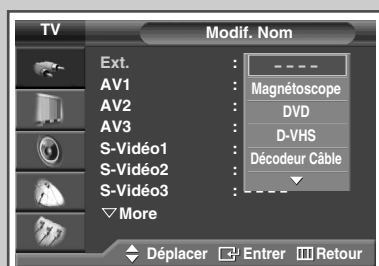 TV Modif. Nom
Ext. : - - - -
AV1 : Magnétoscope
AV2 : DVD
AV3 : D-VHS
S-Vidéo1 : Décodeur Câble
S-Vidéo2 :
S-Vidéo3 : - - - -
▽More
Déplacer Entrer Retour